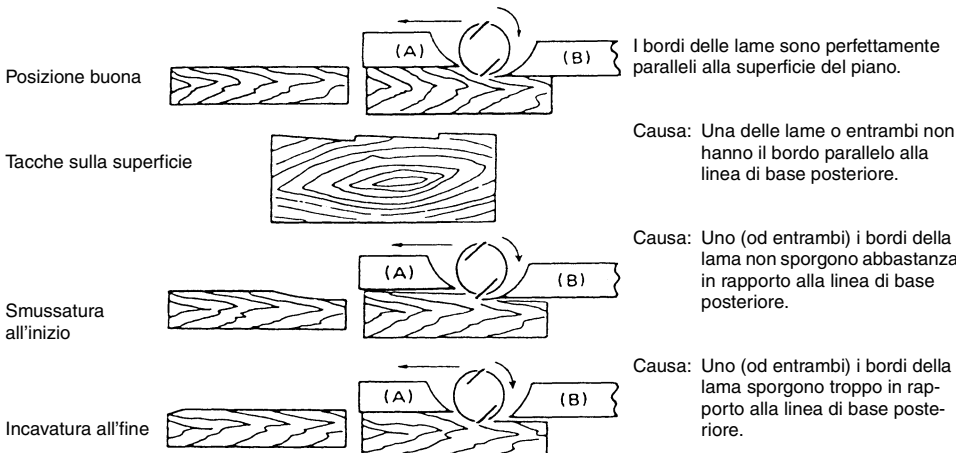 Posizione buona
(A)
(B)
I bordi delle lame sono perfettamente
paralleli alla superficie del piano.
Tacche sulla superficie
Causa: Una delle lame o entrambi non
hanno il bordo parallelo alla
linea di base posteriore.
Smussatura
all'inizio
(A)
(B)
Causa: Uno (od entrambi) i bordi della
lama non sporgono abbastanza
in rapporto alla linea di base
posteriore.
Incavatura all'fine
(A)
(B)
Causa: Uno (od entrambi) i bordi della
lama sporgono troppo in rap-
porto alla linea di base poste-
riore.